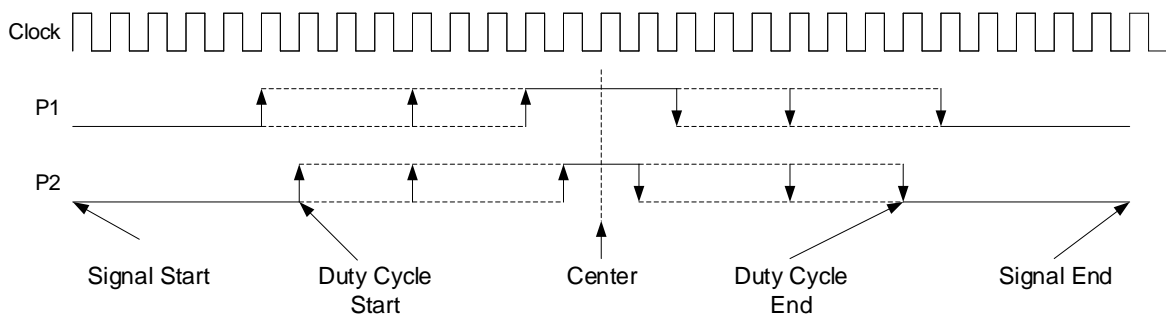 Clock
P1
P2
Signal Start
Duty Cycle
Start
Center
Duty Cycle
End
Signal End